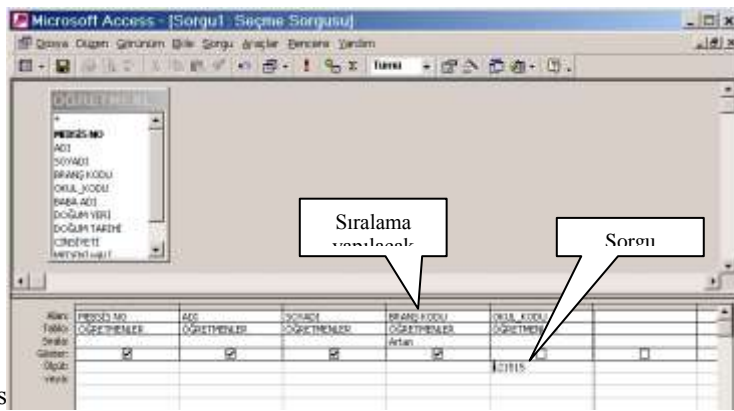 Microsoft Access - [Sorgu1 : Seçme Sorgusu]
Dosya Düzen Görünüm Ekle Sorgu Araçlar Pencere Yardım
Tümü
ÖĞRETMENL
*
MEBSİS NO
ADI
SOYADI
BRANŞ KODU
OKUL_KODU
BABA ADI
DOĞUM YERİ
DOĞUM TARİHİ
CİNSİYETİ
Sıralama
yapılacak
Sorgu
Alan: MEBSİS NO ADI SOYADI BRANŞ KODU OKUL_KODU
Tablo: ÖĞRETMENLER ÖĞRETMENLER ÖĞRETMENLER ÖĞRETMENLER
Sırala: Artan
Göster:
Ölçüt:
veya:
s